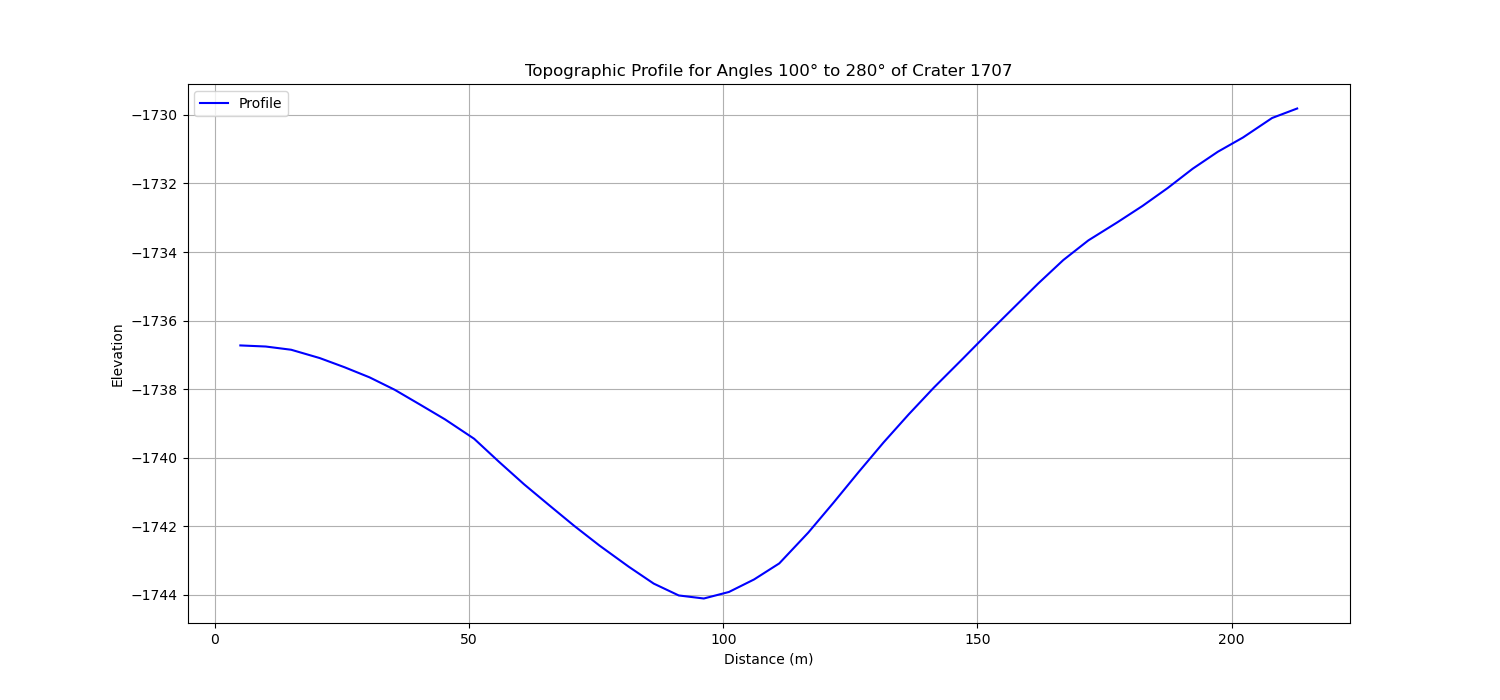 Topographic Profile for Angles 100° to 280° of Crater 1707
Profile
−1730
−1732
−1734
−1736
−1738
−1740
−1742
−1744
Elevation
0 50 100 150 200
Distance (m)